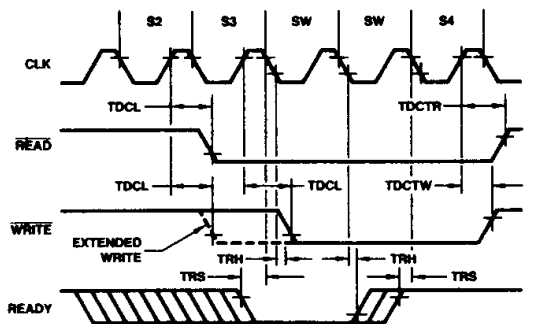 S2 S3 SW SW S4
CLK
TDCL TDCTR
READ
TDCL TDCL TDCTW
WRITE
EXTENDED
WRITE
TRH TRH
TRS TRS
READY